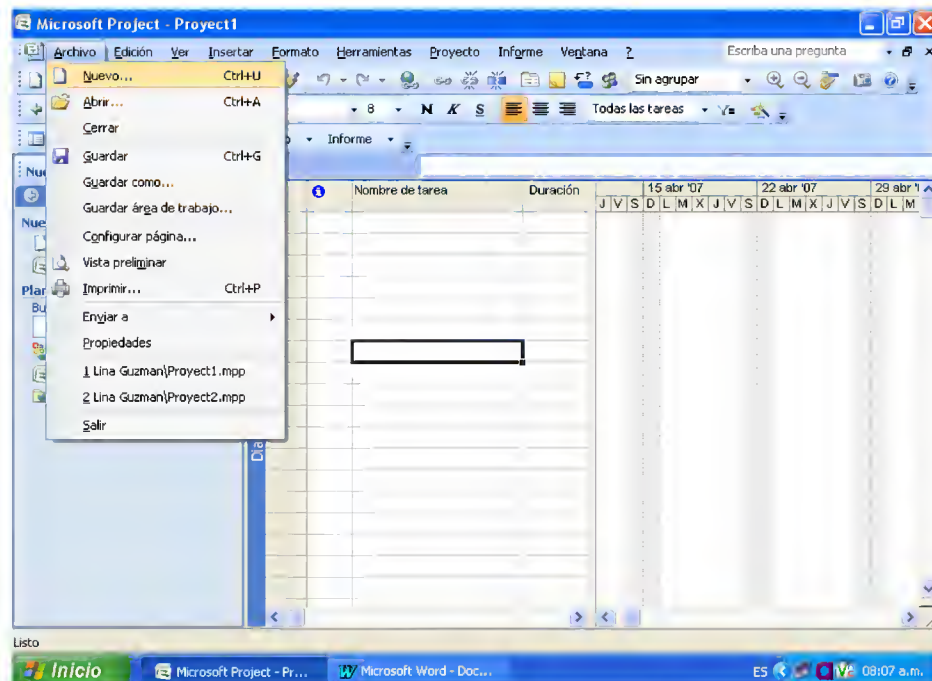 Microsoft Project - Proyect1
Archivo Edición Ver Insertar Formato Herramientas Proyecto Informe Ventana ? Escriba una pregunta
Nuevo... Ctrl+U
Sin agrupar
Abrir... Ctrl+A
8 N K S Todas las tareas
Cerrar
Informe
Guardar Ctrl+G
Guardar como...
Nombre de tarea Duración 15 abr '07 22 abr '07 29 abr '
J V S D L M X J V S D L M X J V S D L M
Guardar área de trabajo...
Configurar página...
Vista preliminar
Imprimir... Ctrl+P
Enviar a
Propiedades
1 Lina Guzman\Proyect1.mpp
2 Lina Guzman\Proyect2.mpp
Salir
Listo
Inicio Microsoft Project - Pr... Microsoft Word - Doc... ES 08:07 a.m.